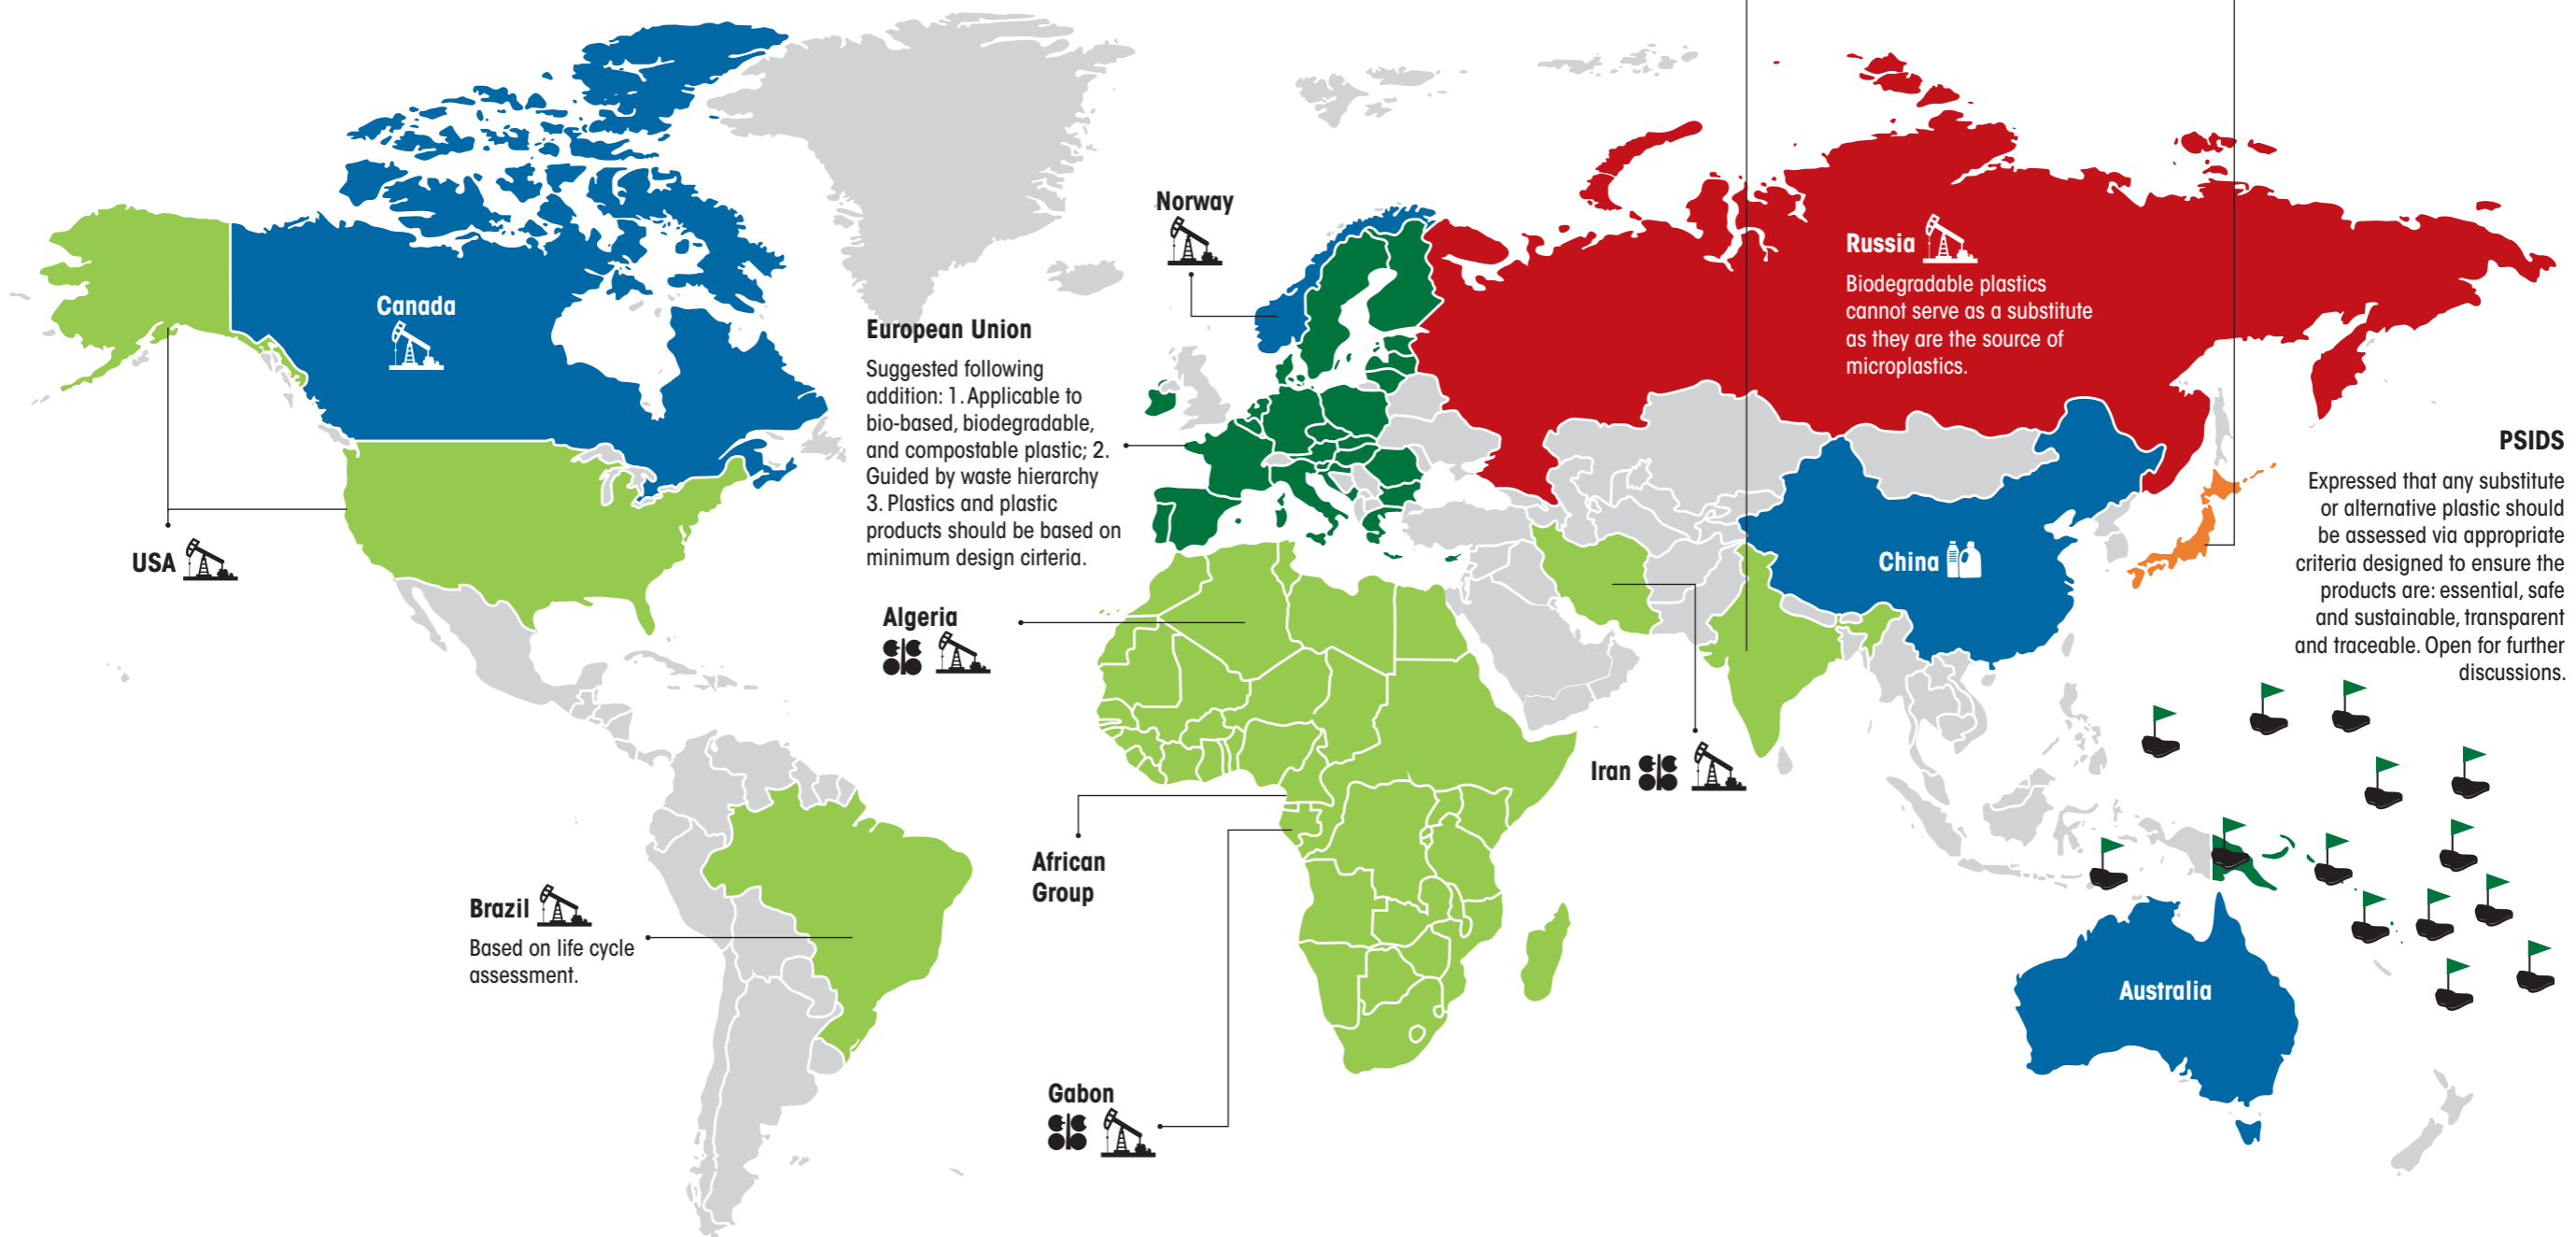 Norway
Russia
Biodegradable plastics
cannot serve as a substitute
as they are the source of
microplastics.
Canada
European Union
Suggested following
addition: 1. Applicable to
bio-based, biodegradable,
and compostable plastic; 2.
Guided by waste hierarchy
3. Plastics and plastic
products should be based on
minimum design cirteria.
PSIDS
Expressed that any substitute
or alternative plastic should
be assessed via appropriate
criteria designed to ensure the
products are: essential, safe
and sustainable, transparent
and traceable. Open for further
discussions.
USA
China
Algeria
Iran
African
Group
Brazil
Based on life cycle
assessment.
Australia
Gabon